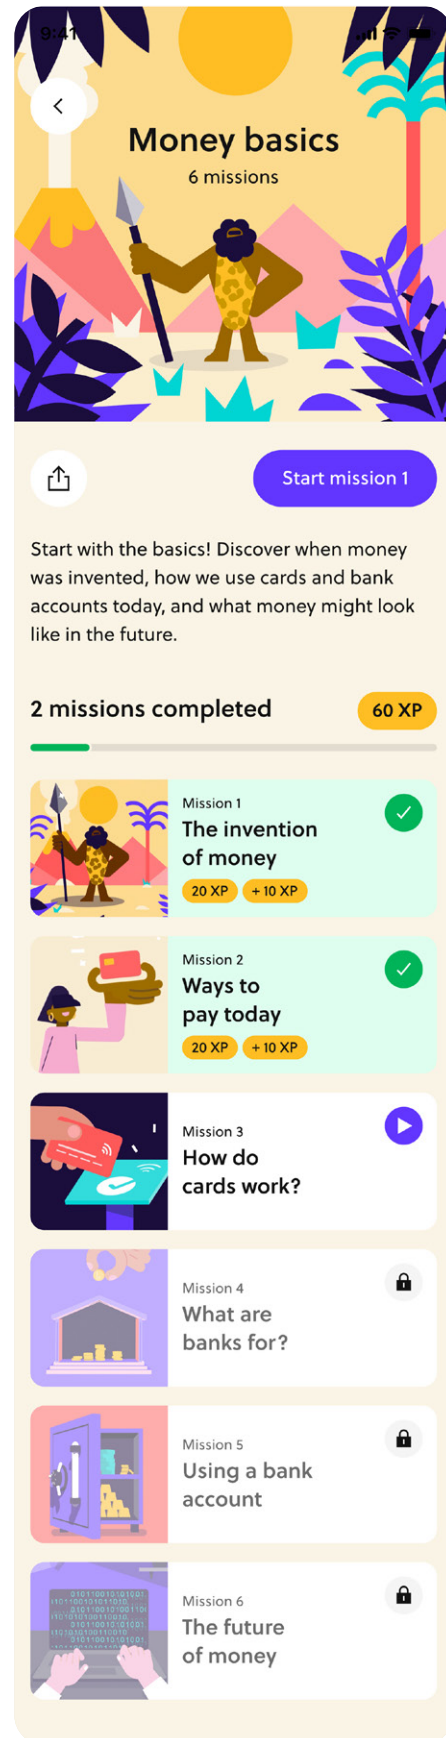 9:41
Money basics
6 missions
Start mission 1
Start with the basics! Discover when money
was invented, how we use cards and bank
accounts today, and what money might look
like in the future.
2 missions completed
60 XP
Mission 1
The invention
of money
20 XP
+ 10 XP
Mission 2
Ways to
pay today
20 XP
+ 10 XP
Mission 3
How do
cards work?
Mission 4
What are
banks for?
Mission 5
Using a bank
account
Mission 6
The future
of money